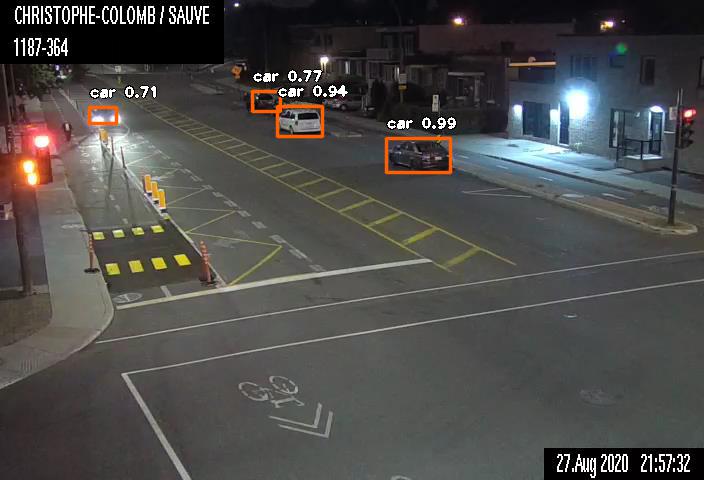 CHRISTOPHE-COLOMB / SAUVE
1187-364
car 0.71
car 0.77
car 0.94
car 0.99
27.Aug 2020 21:57:32